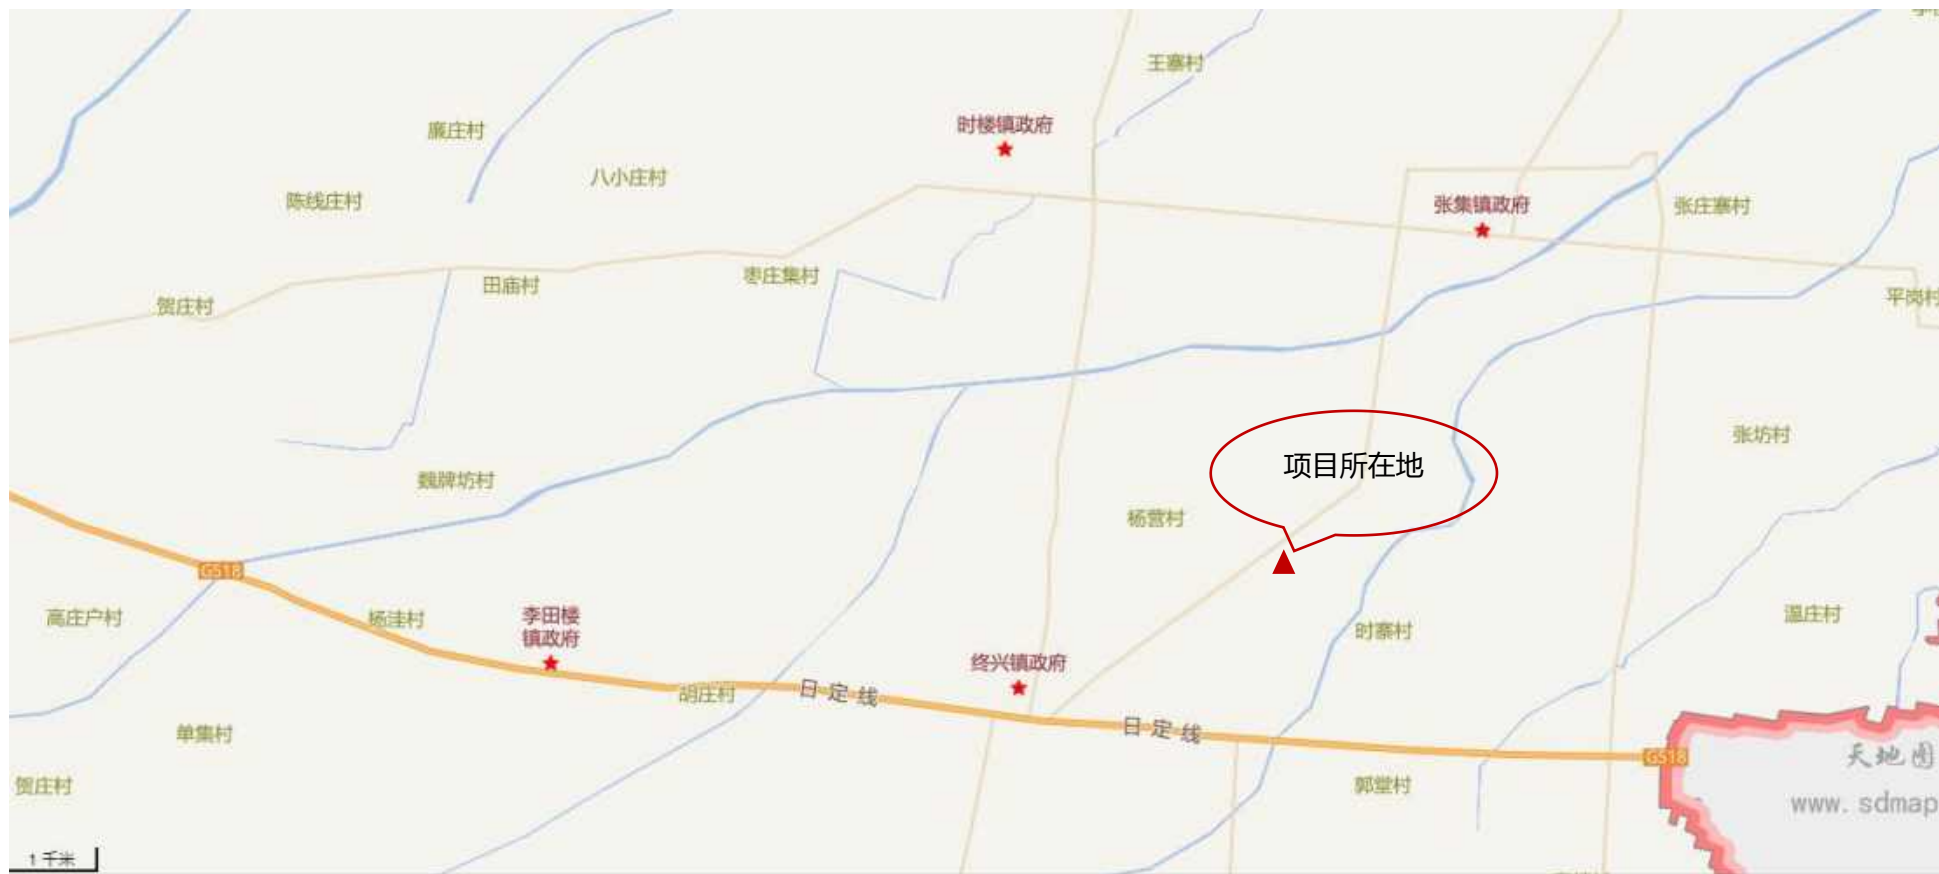 王寨村
廉庄村
时楼镇政府
八小庄村
陈线庄村
张集镇政府
张庄寨村
枣庄集村
田庙村
贺庄村
平岗村
张坊村
项目所在地
魏牌坊村
杨营村
G518
高庄户村
杨洼村
李田楼
镇政府
时寨村
温庄村
终兴镇政府
胡庄村
日定线
日定线
单集村
G518
天地图
贺庄村
郭堂村
www.sdmap
1 千米